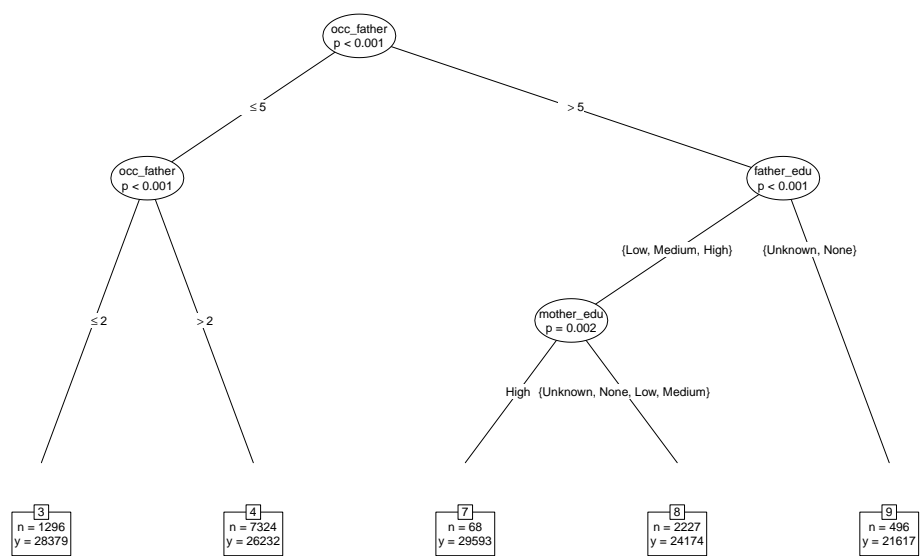 occ_father
p < 0.001
≤ 5
> 5
occ_father
p < 0.001
father_edu
p < 0.001
{Low, Medium, High}
{Unknown, None}
≤ 2
> 2
mother_edu
p = 0.002
High
{Unknown, None, Low, Medium}
3
n = 1296
y = 28379
4
n = 7324
y = 26232
7
n = 68
y = 29593
8
n = 2227
y = 24174
9
n = 496
y = 21617